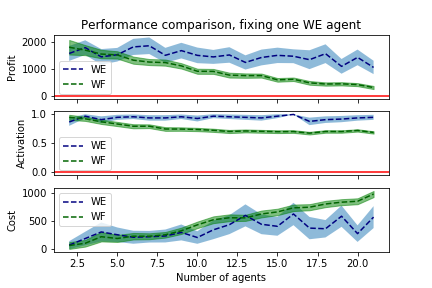 Performance comparison, fixing one WE agent
2000
1000
0
Profit
WE
WF
1.0
0.5
0.0
Activation
WE
WF
1000
500
0
Cost
WE
WF
2.5 5.0 7.5 10.0 12.5 15.0 17.5 20.0
Number of agents